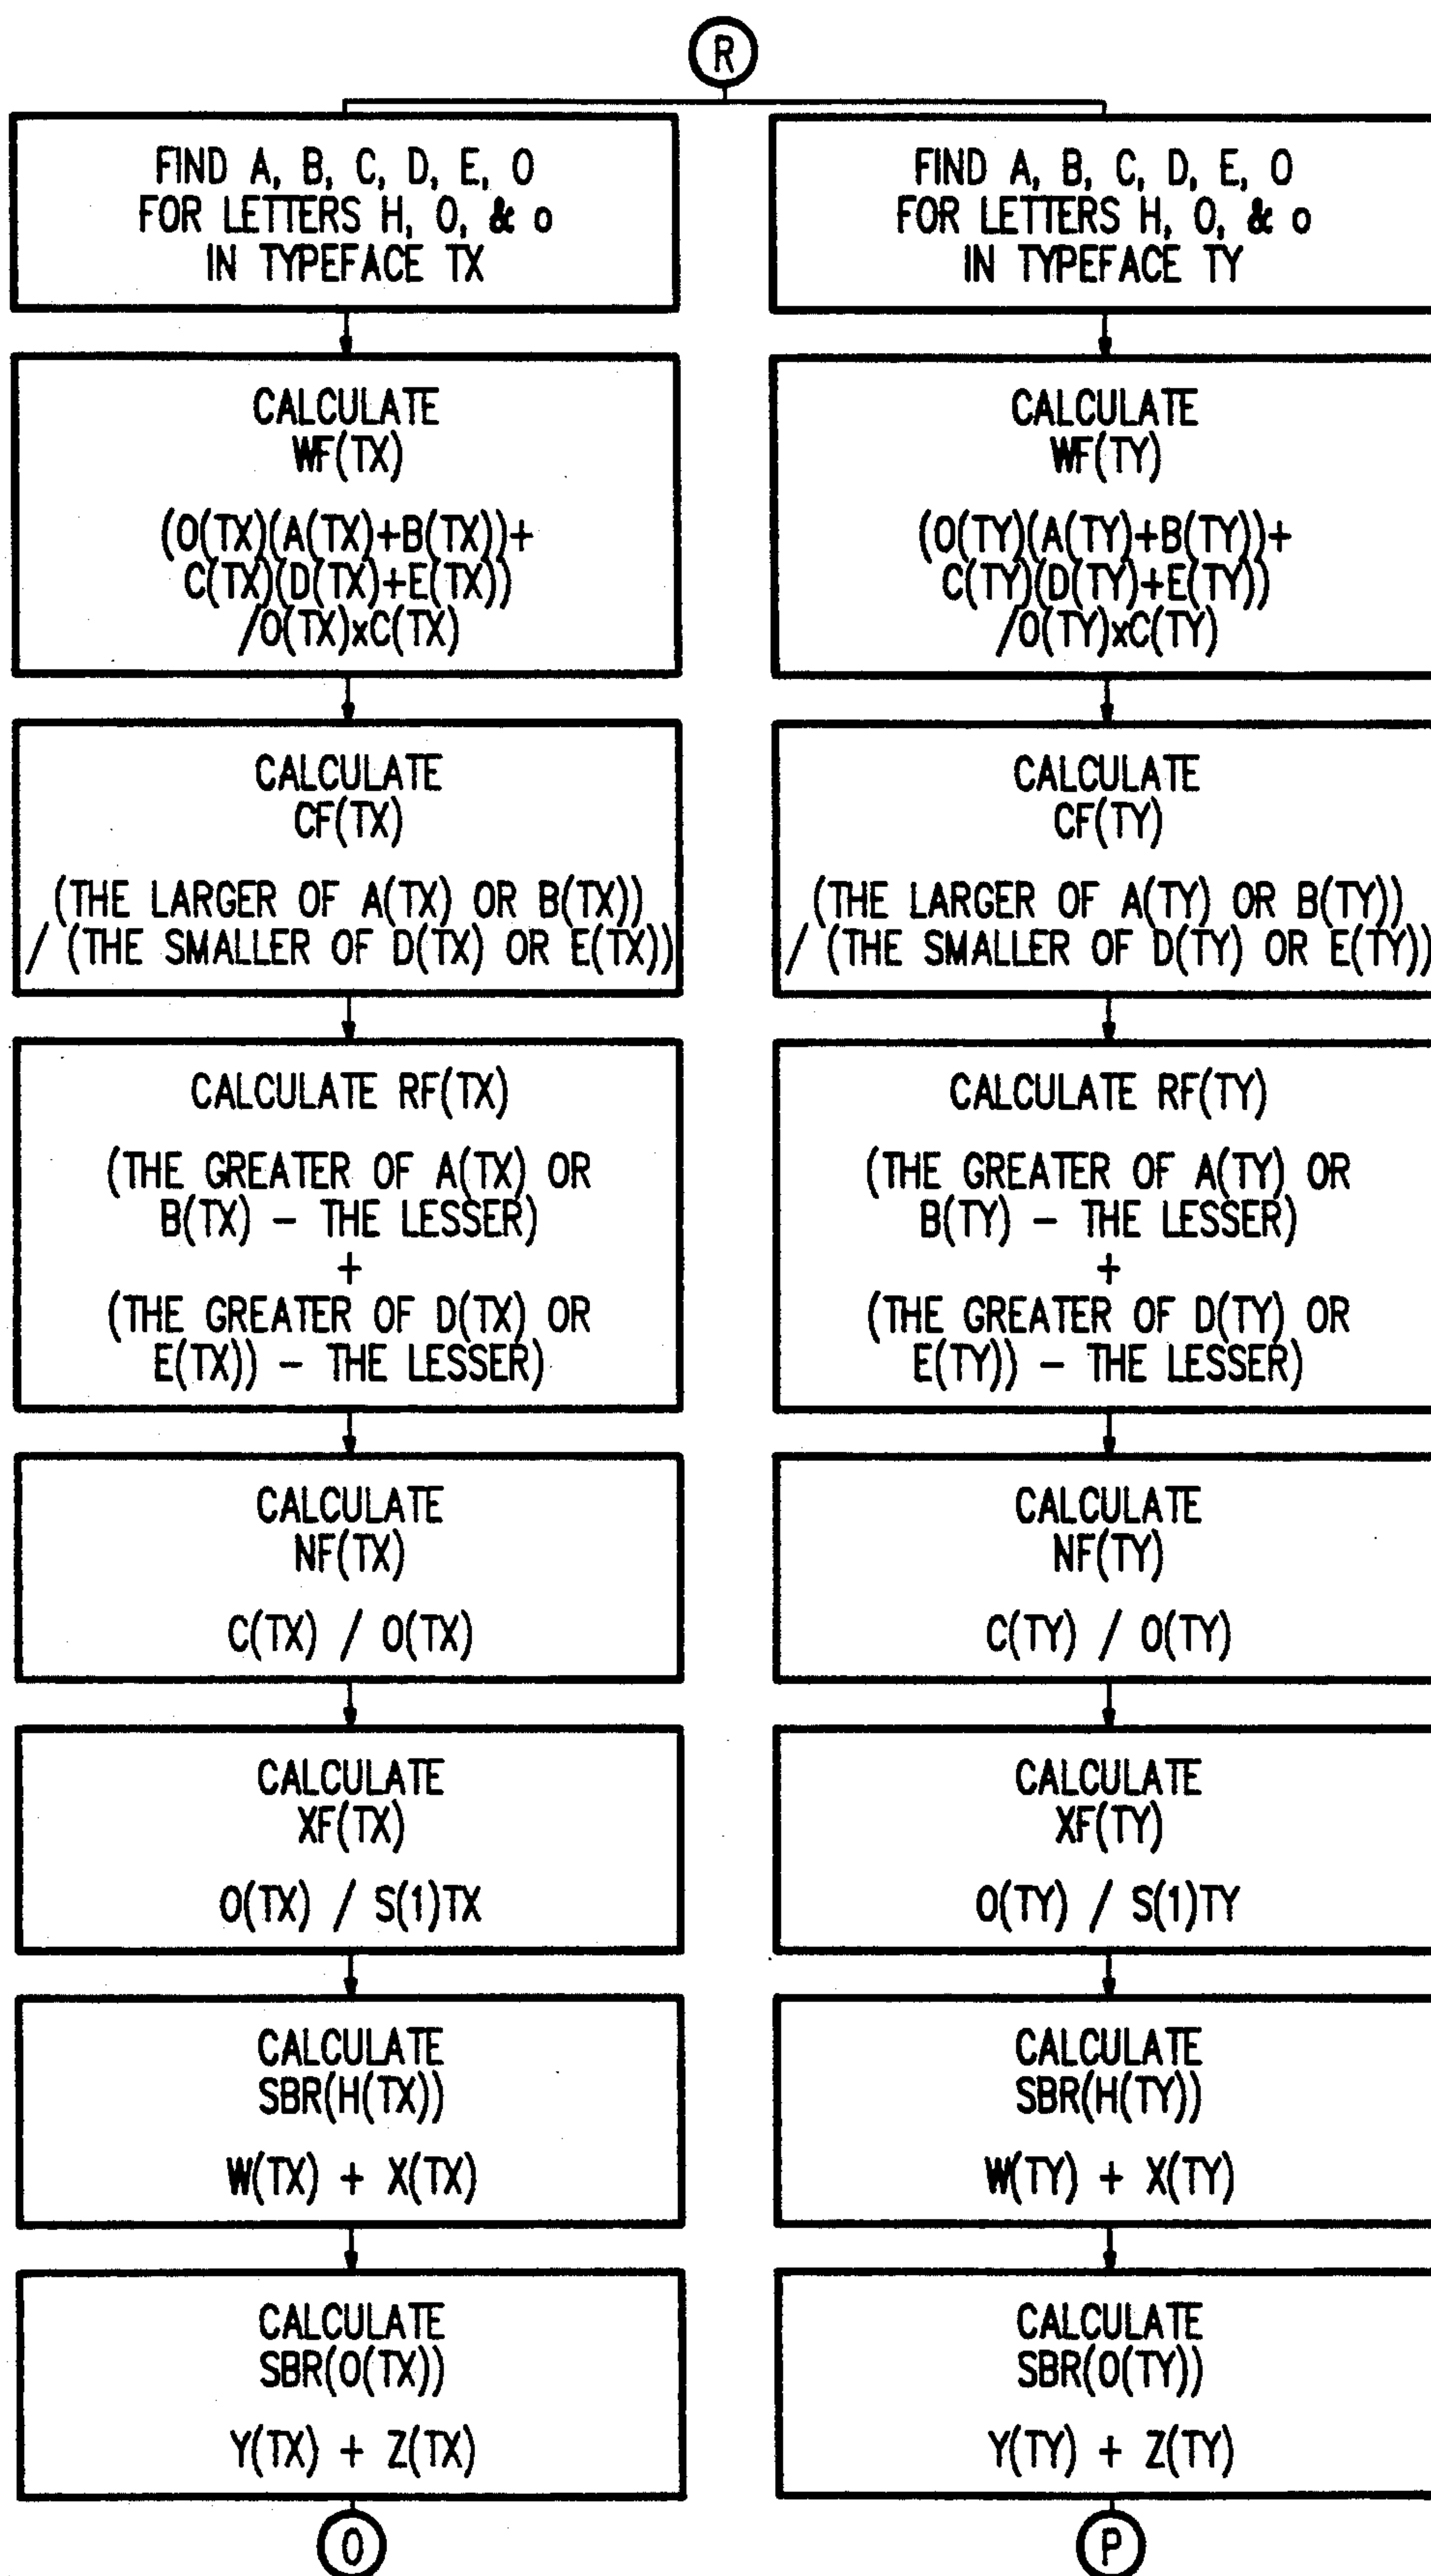 R
FIND A, B, C, D, E, O
FOR LETTERS H, O, & o
IN TYPEFACE TX
CALCULATE
WF(TX)
(O(TX)(A(TX)+B(TX))+
C(TX)(D(TX)+E(TX))
/O(TX)xC(TX)
CALCULATE
CF(TX)
(THE LARGER OF A(TX) OR B(TX))
/ (THE SMALLER OF D(TX) OR E(TX))
CALCULATE RF(TX)
(THE GREATER OF A(TX) OR
B(TX) – THE LESSER)
+
(THE GREATER OF D(TX) OR
E(TX)) – THE LESSER)
CALCULATE
NF(TX)
C(TX) / O(TX)
CALCULATE
XF(TX)
O(TX) / S(1)TX
CALCULATE
SBR(H(TX))
W(TX) + X(TX)
CALCULATE
SBR(O(TX))
Y(TX) + Z(TX)
O
FIND A, B, C, D, E, O
FOR LETTERS H, O, & o
IN TYPEFACE TY
CALCULATE
WF(TY)
(O(TY)(A(TY)+B(TY))+
C(TY)(D(TY)+E(TY))
/O(TY)xC(TY)
CALCULATE
CF(TY)
(THE LARGER OF A(TY) OR B(TY))
/ (THE SMALLER OF D(TY) OR E(TY))
CALCULATE RF(TY)
(THE GREATER OF A(TY) OR
B(TY) – THE LESSER)
+
(THE GREATER OF D(TY) OR
E(TY)) – THE LESSER)
CALCULATE
NF(TY)
C(TY) / O(TY)
CALCULATE
XF(TY)
O(TY) / S(1)TY
CALCULATE
SBR(H(TY))
W(TY) + X(TY)
CALCULATE
SBR(O(TY))
Y(TY) + Z(TY)
P